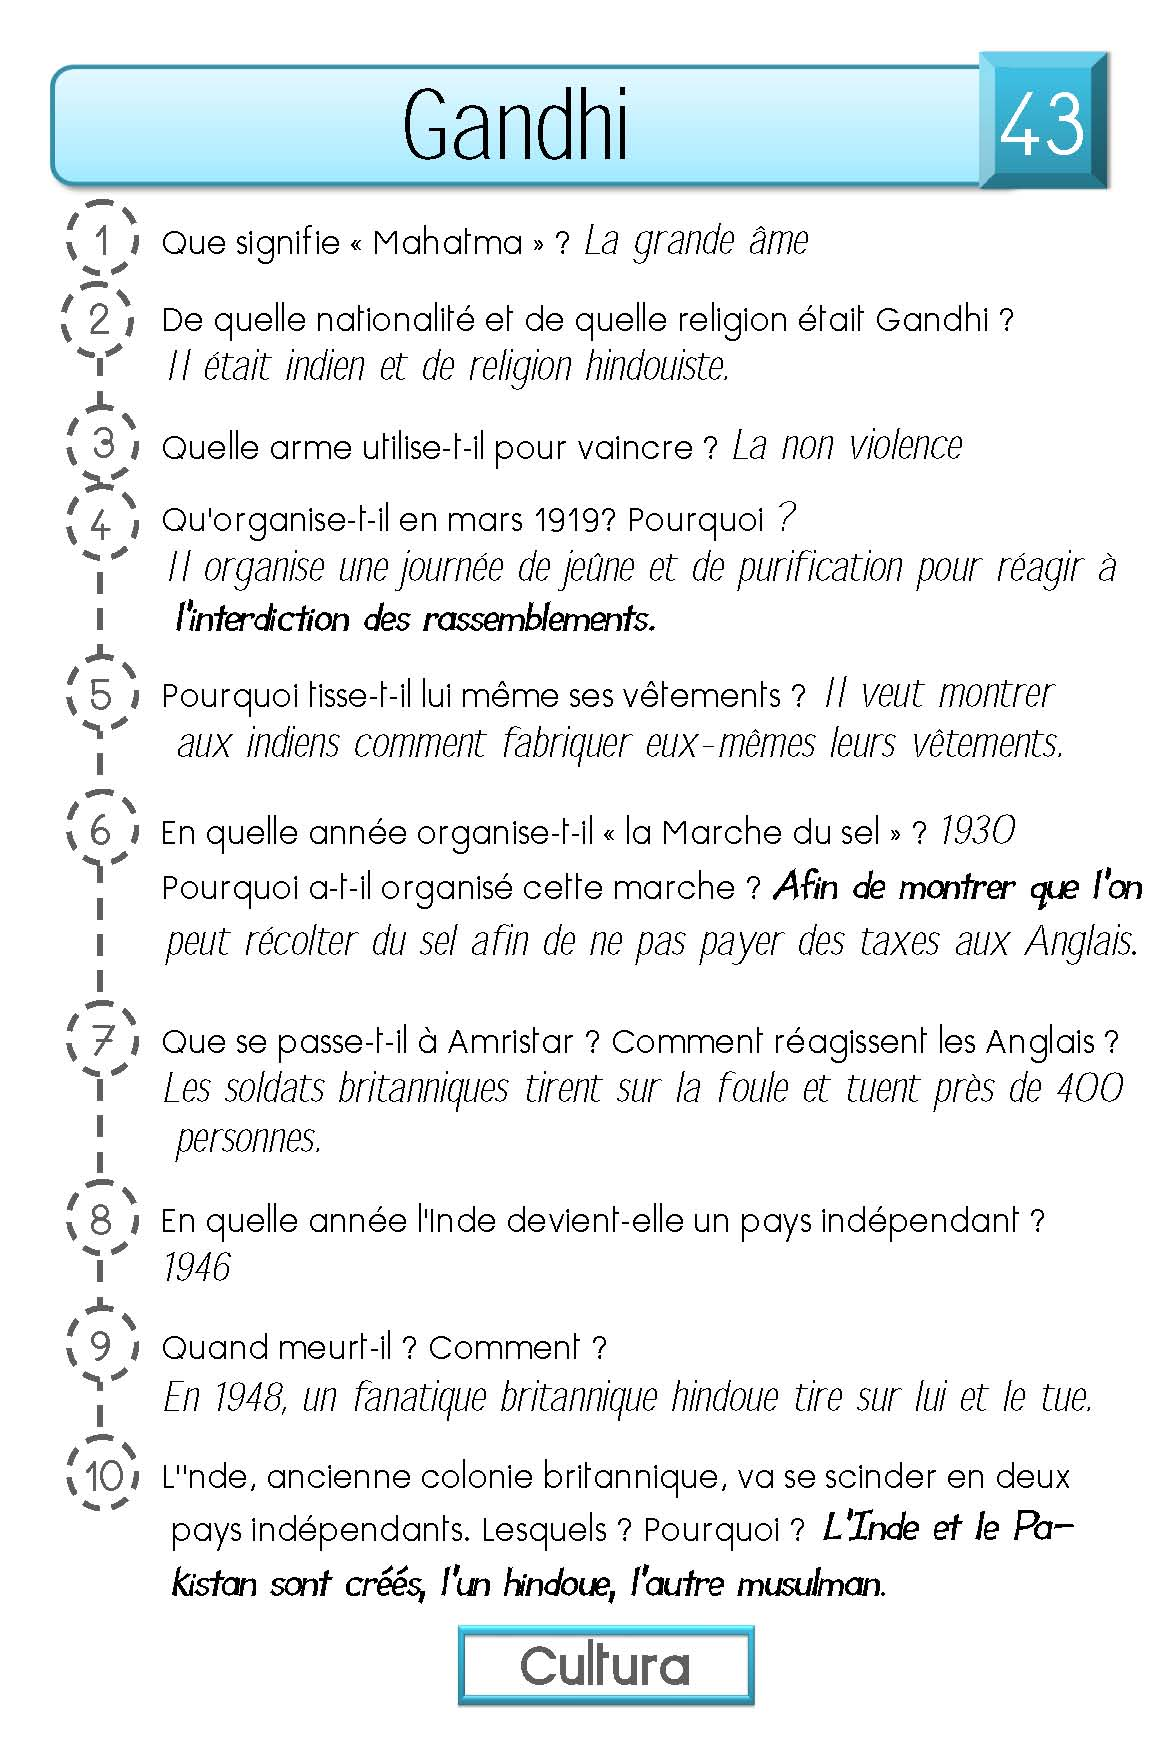 Gandhi
43
1 Que signifie « Mahatma » ? La grande âme
2 De quelle nationalité et de quelle religion était Gandhi ?
Il était indien et de religion hindouiste.
3 Quelle arme utilise-t-il pour vaincre ? La non violence
4 Qu'organise-t-il en mars 1919? Pourquoi ?
Il organise une journée de jeûne et de purification pour réagir à
l'interdiction des rassemblements.
5 Pourquoi tisse-t-il lui même ses vêtements ? Il veut montrer
aux indiens comment fabriquer eux-mêmes leurs vêtements.
6 En quelle année organise-t-il « la Marche du sel » ? 1930
Pourquoi a-t-il organisé cette marche ? Afin de montrer que l'on
peut récolter du sel afin de ne pas payer des taxes aux Anglais.
7 Que se passe-t-il à Amristar ? Comment réagissent les Anglais ?
Les soldats britanniques tirent sur la foule et tuent près de 400
personnes.
8 En quelle année l'Inde devient-elle un pays indépendant ?
1946
9 Quand meurt-il ? Comment ?
En 1948, un fanatique britannique hindoue tire sur lui et le tue.
10 L''nde, ancienne colonie britannique, va se scinder en deux
pays indépendants. Lesquels ? Pourquoi ? L'Inde et le Pa-
kistan sont créés, l'un hindoue, l'autre musulman.
Cultura